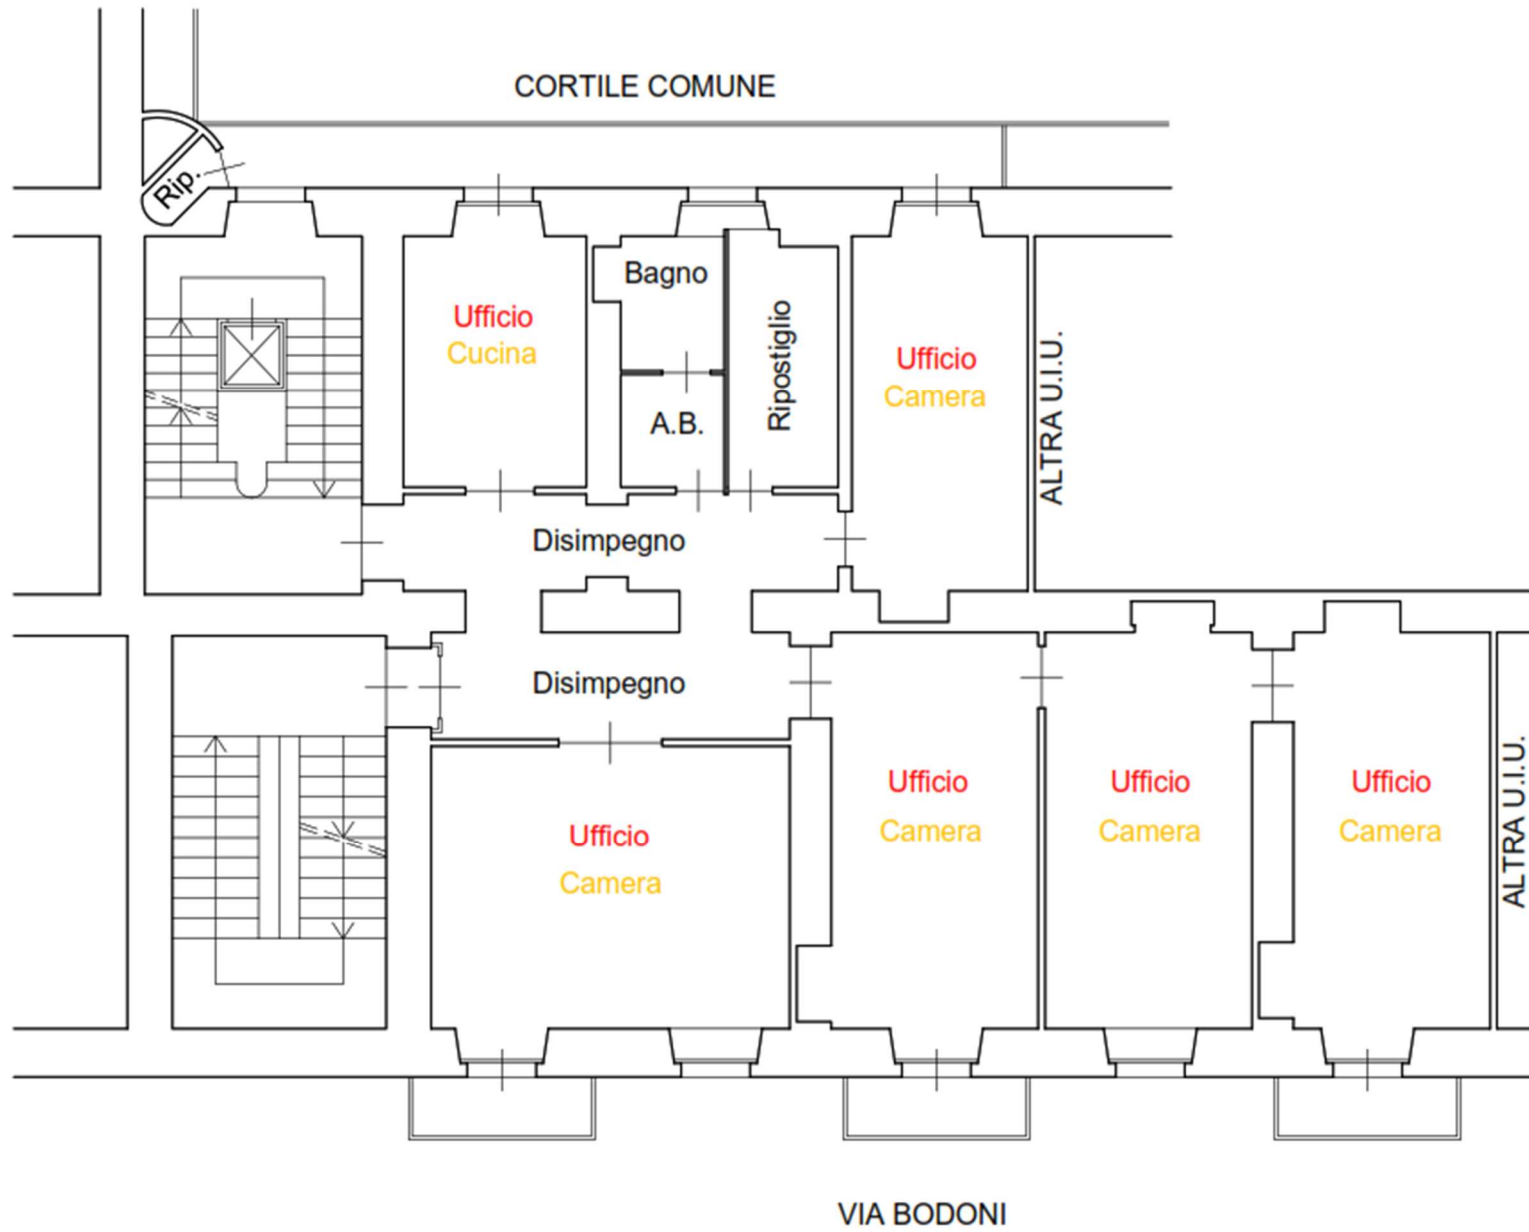 CORTILE COMUNE
Rip.
Bagno
Ufficio
Cucina
Ripostiglio
Ufficio
Camera
A.B.
ALTRA U.I.U.
Disimpegno
Disimpegno
Ufficio
Camera
Ufficio
Camera
Ufficio
Camera
Ufficio
Camera
ALTRA U.I.U.
VIA BODONI